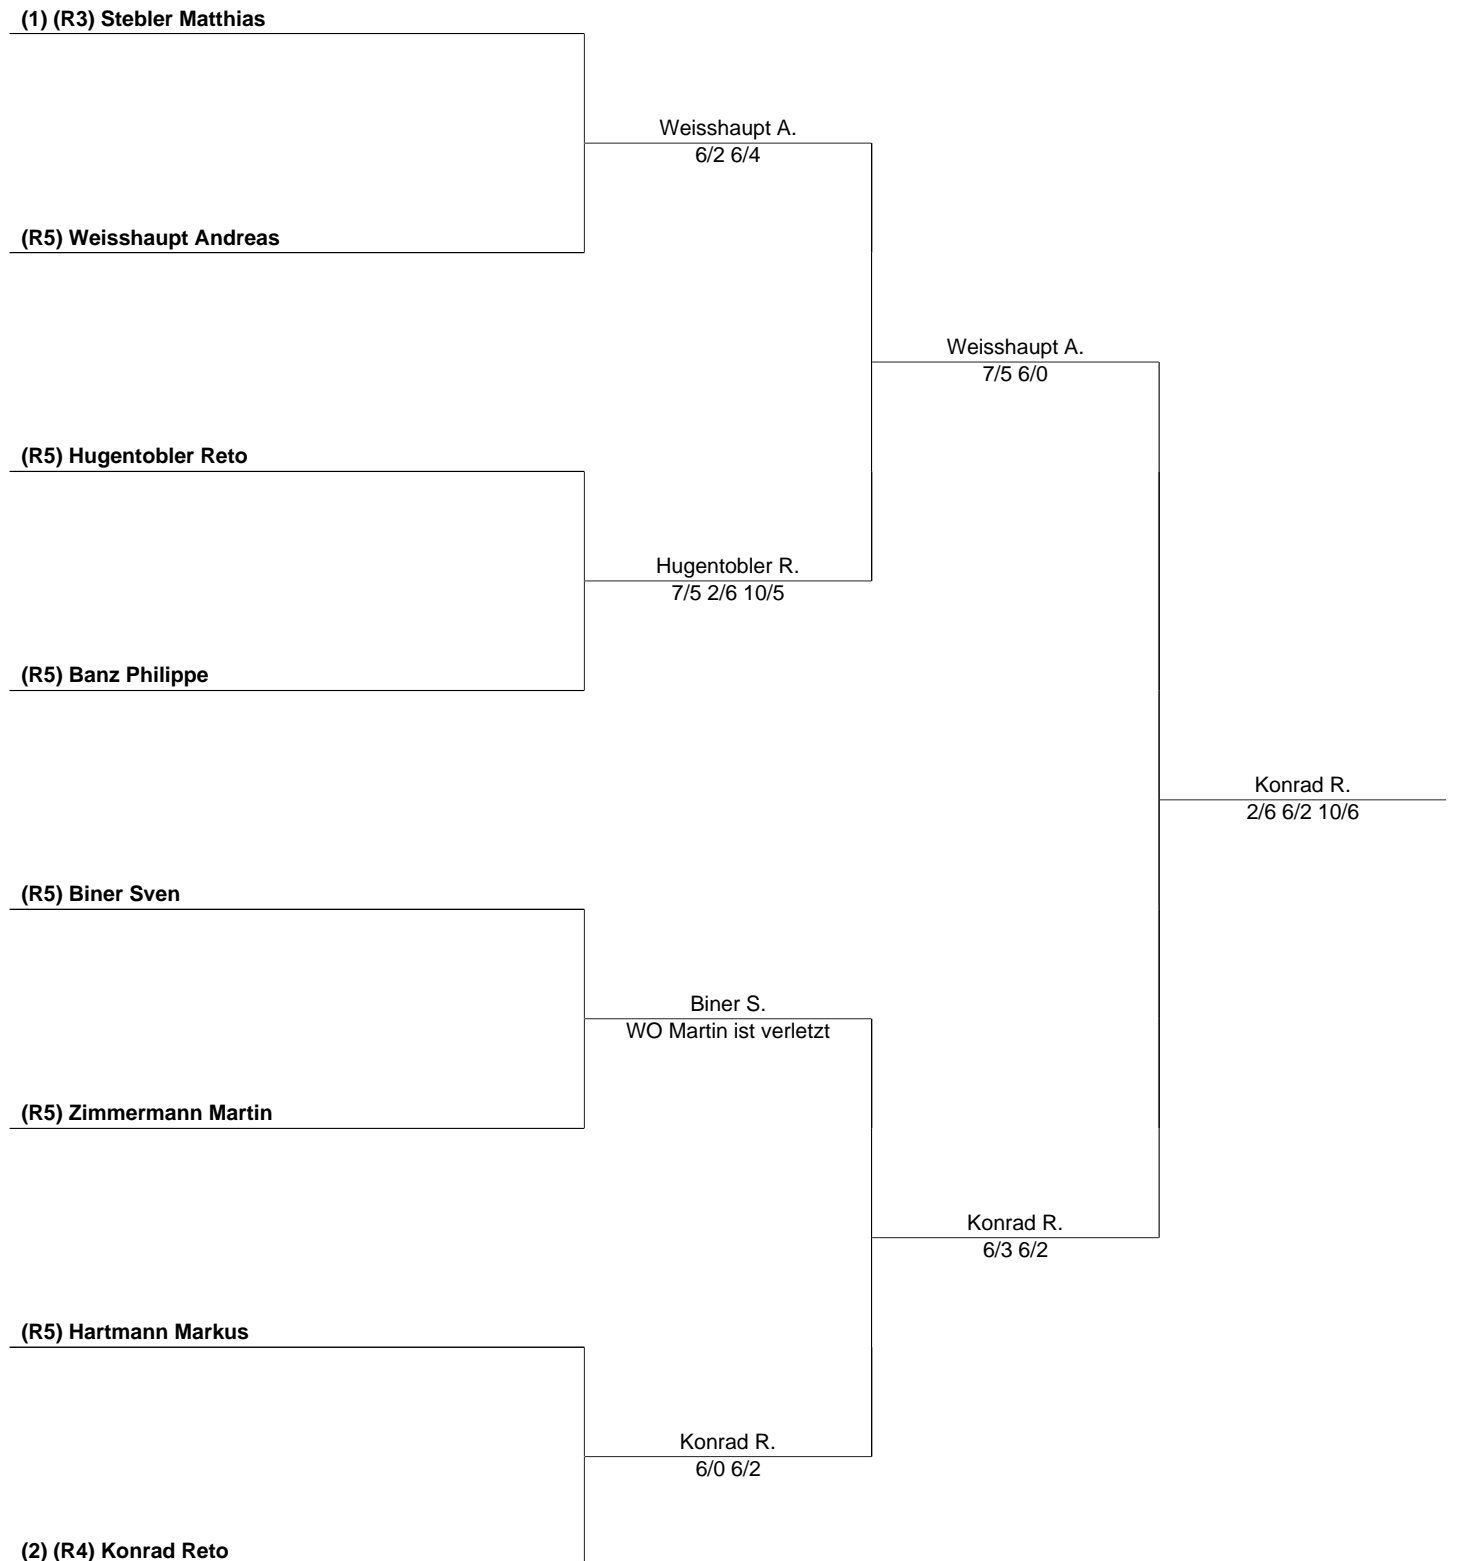 (1) (R3) Stebler Matthias
Weisshaupt A.
6/2 6/4
(R5) Weisshaupt Andreas
Weisshaupt A.
7/5 6/0
(R5) Hugentobler Reto
Hugentobler R.
7/5 2/6 10/5
(R5) Banz Philippe
Konrad R.
2/6 6/2 10/6
(R5) Biner Sven
Biner S.
WO Martin ist verletzt
(R5) Zimmermann Martin
Konrad R.
6/3 6/2
(R5) Hartmann Markus
Konrad R.
6/0 6/2
(2) (R4) Konrad Reto